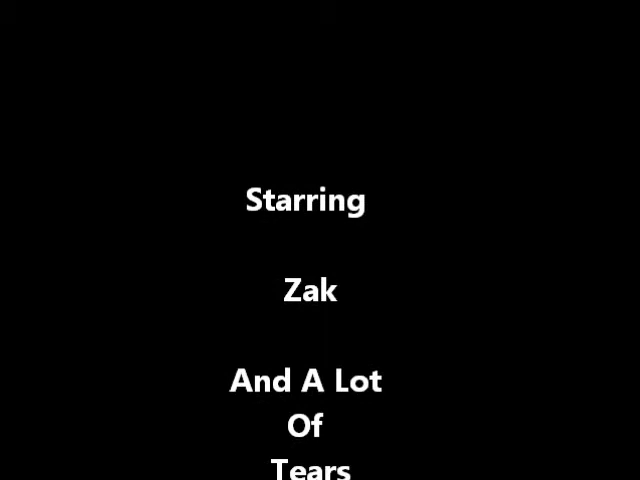 Starring
Zak
And A Lot
Of
Tears